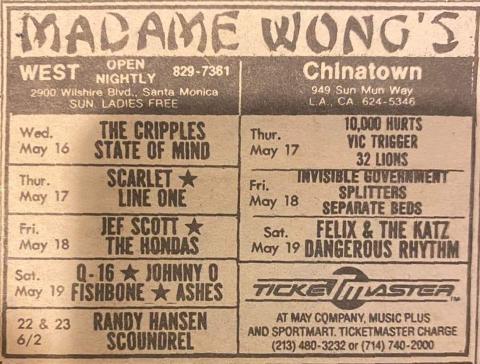 MADAME WONG'S
WEST OPEN NIGHTLY 829-7361
2900 Wilshire Blvd., Santa Monica
SUN. LADIES FREE
Wed. May 16
THE CRIPPLES
STATE OF MIND
Thur. May 17
SCARLET ★
LINE ONE
Fri. May 18
JEF SCOTT ★
THE HONDAS
Sat. May 19
Q-16 ★ JOHNNY O
FISHBONE ★ ASHES
22 & 23
6/2
RANDY HANSEN
SCOUNDREL
Chinatown
949 Sun Mun Way
L.A., CA. 624-5346
Thur. May 17
10,000 HURTS
VIC TRIGGER
32 LIONS
Fri. May 18
INVISIBLE GOVERNMENT
SPLITTERS
SEPARATE BEDS
Sat. May 19
FELIX & THE KATZ
DANGEROUS RHYTHM
TICKETMASTER™
AT MAY COMPANY, MUSIC PLUS
AND SPORTMART. TICKETMASTER CHARGE
(213) 480-3232 or (714) 740-2000